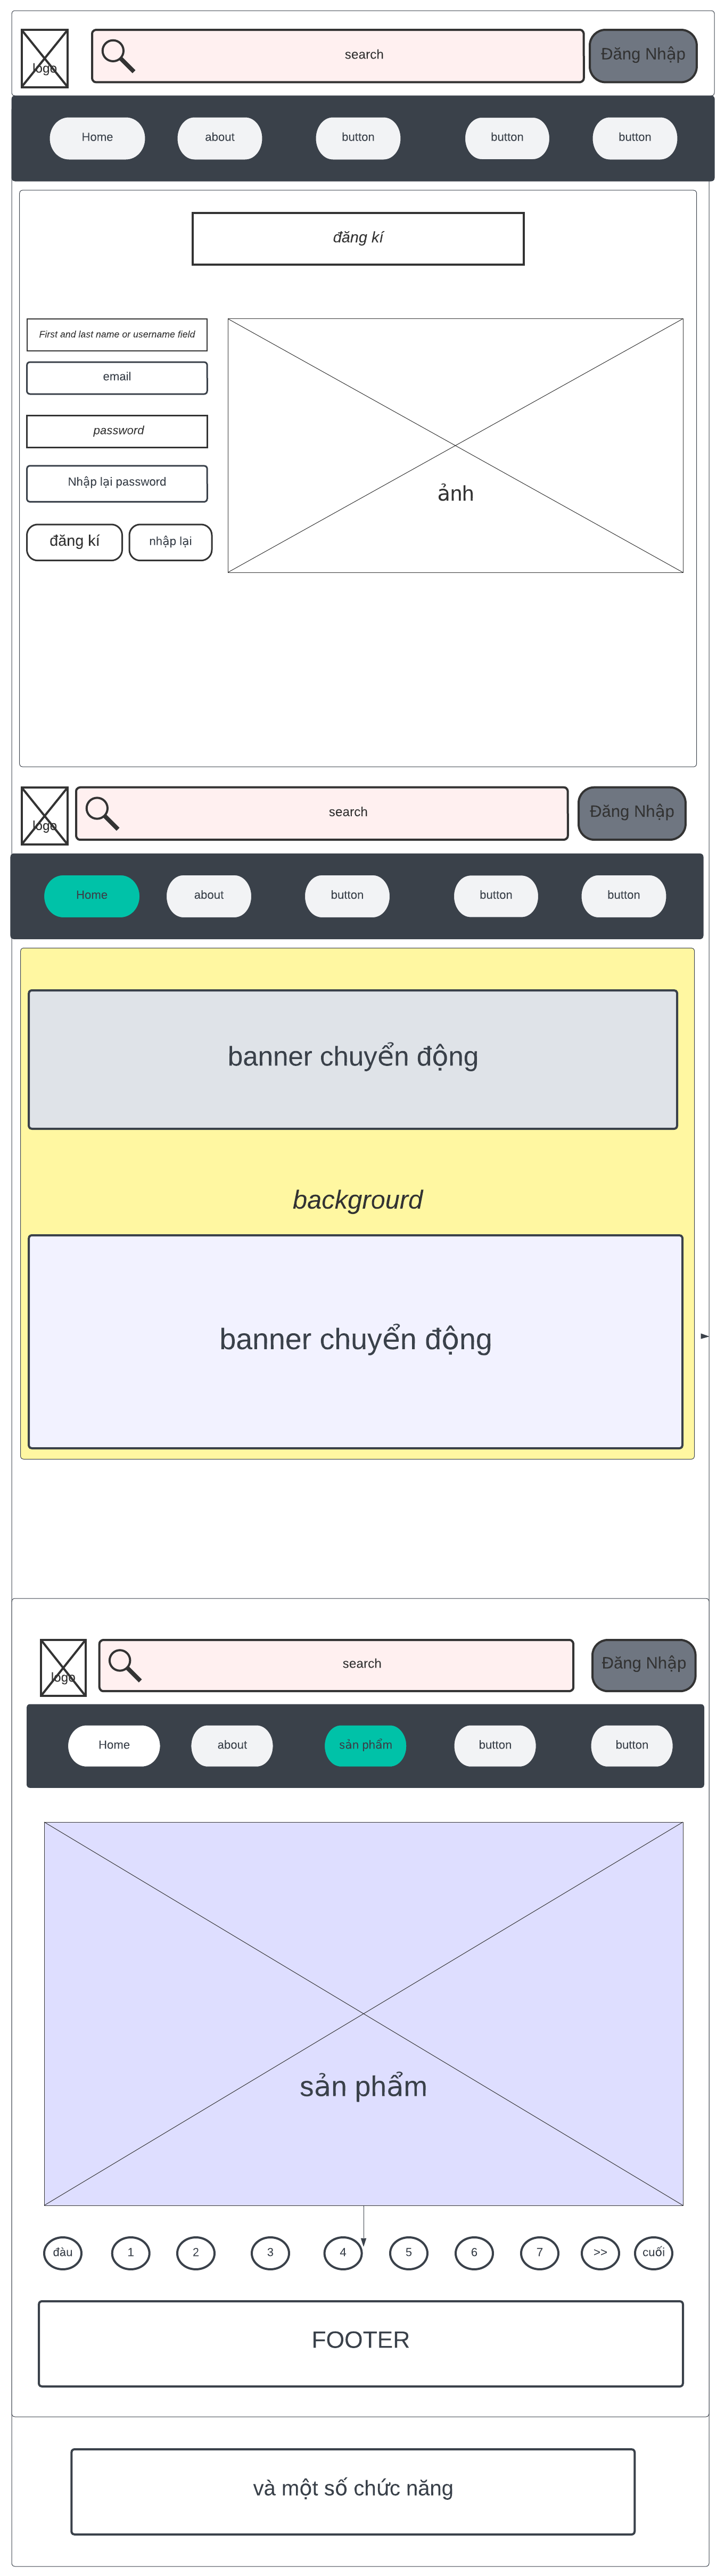 logo
search
Đăng Nhập
Home
about
button
button
button
đăng kí
First and last name or username field
email
password
Nhập lại password
đăng kí
nhập lại
ảnh
logo
search
Đăng Nhập
Home
about
button
button
button
banner chuyển động
backgrourd
banner chuyển động
logo
search
Đăng Nhập
Home
about
sản phẩm
button
button
sản phẩm
đàu
1
2
3
4
5
6
7
>>
cuối
FOOTER
và một số chức năng